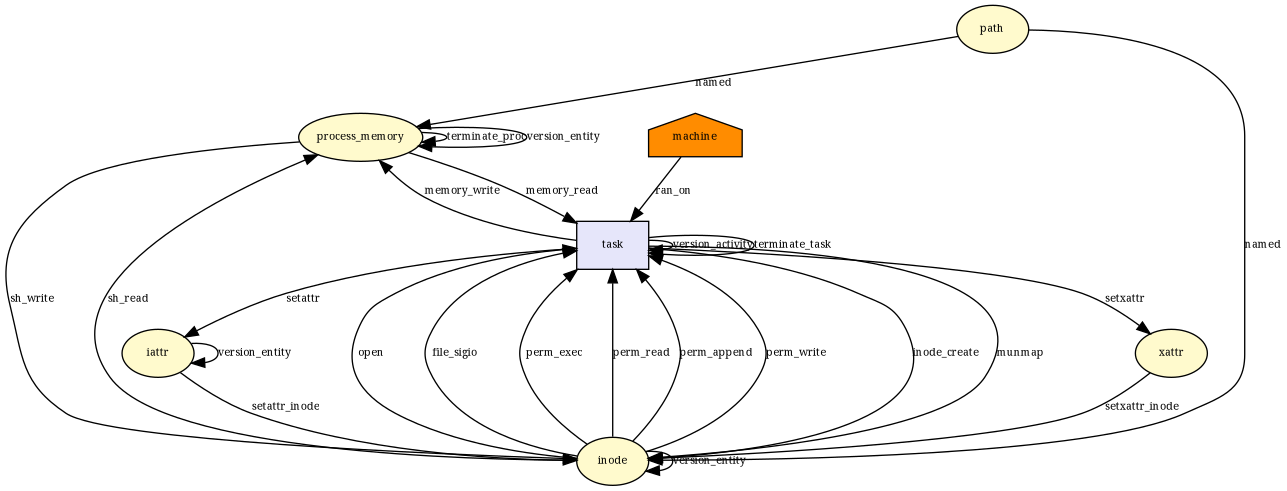 path
named
process_memory
terminate_proc
version_entity
machine
memory_write
memory_read
ran_on
task
version_activity
terminate_task
named
sh_write
sh_read
setattr
setxattr
iattr
version_entity
open
file_sigio
perm_exec
perm_read
perm_append
perm_write
inode_create
munmap
xattr
setattr_inode
setxattr_inode
inode
version_entity